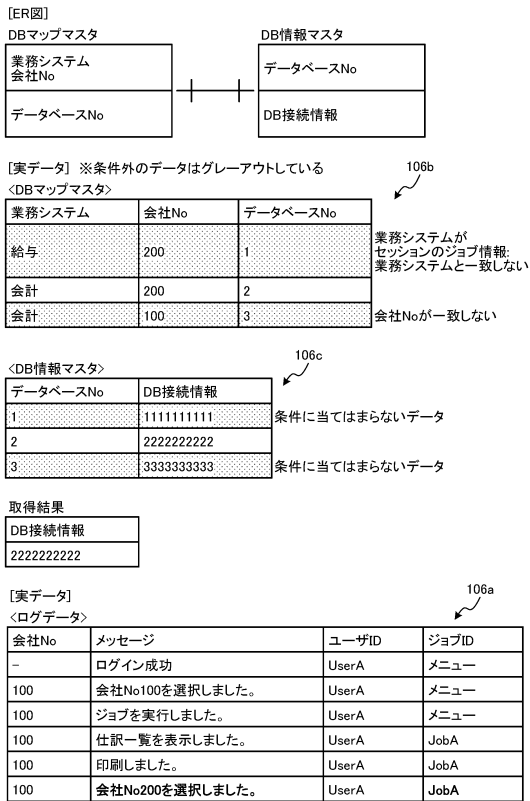 [ER図]
DBマップマスタ DB情報マスタ
業務システム
会社No
データベースNo
データベースNo
DB接続情報
[実データ] ※条件外のデータはグレーアウトしている
106b
<DBマップマスタ>
業務システム 会社No データベースNo
給与 200 1
業務システムが
セッションのジョブ情報:
業務システムと一致しない
会計 200 2
会計 100 3 会社Noが一致しない
106c
<DB情報マスタ>
データベースNo DB接続情報
1 1111111111 条件に当てはまらないデータ
2 2222222222
3 3333333333 条件に当てはまらないデータ
取得結果
DB接続情報
2222222222
[実データ]
106a
<ログデータ>
会社No メッセージ ユーザID ジョブID
- ログイン成功 UserA メニュー
100 会社No100を選択しました。 UserA メニュー
100 ジョブを実行しました。 UserA メニュー
100 仕訳一覧を表示しました。 UserA JobA
100 印刷しました。 UserA JobA
100 会社No200を選択しました。 UserA JobA